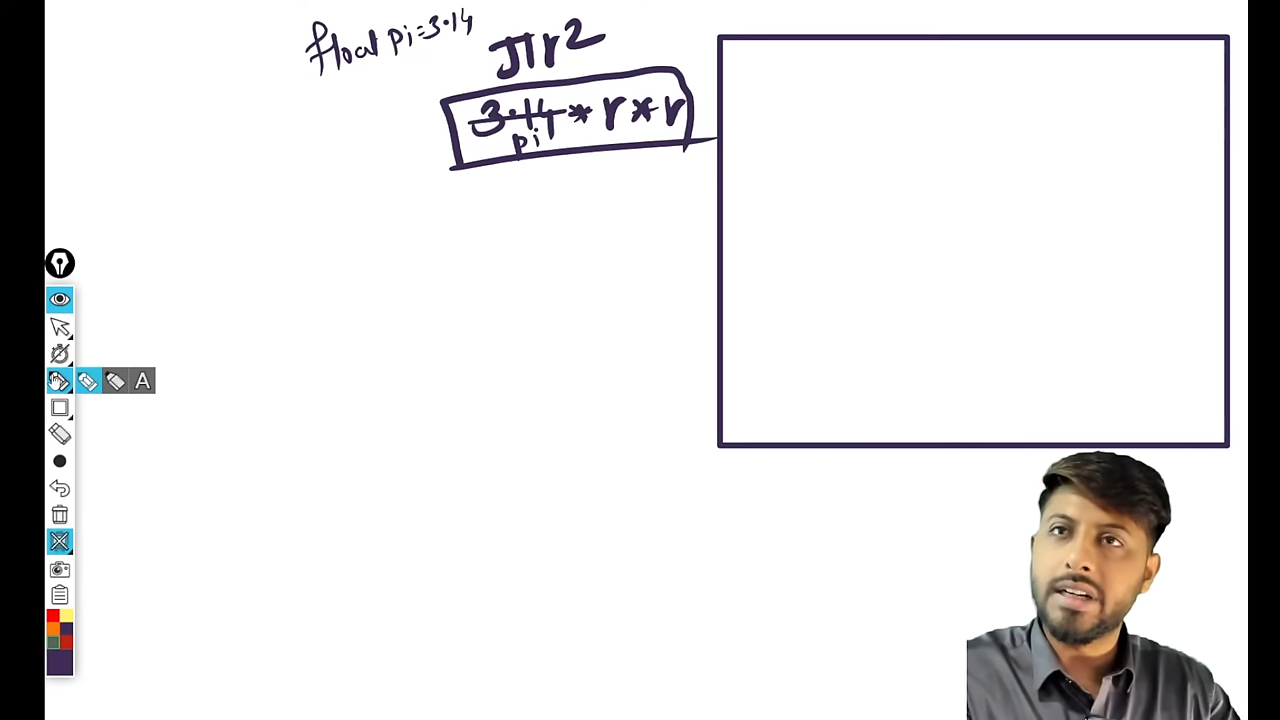 float pi=3.14
πr2
3.14 * r * r
pi
A